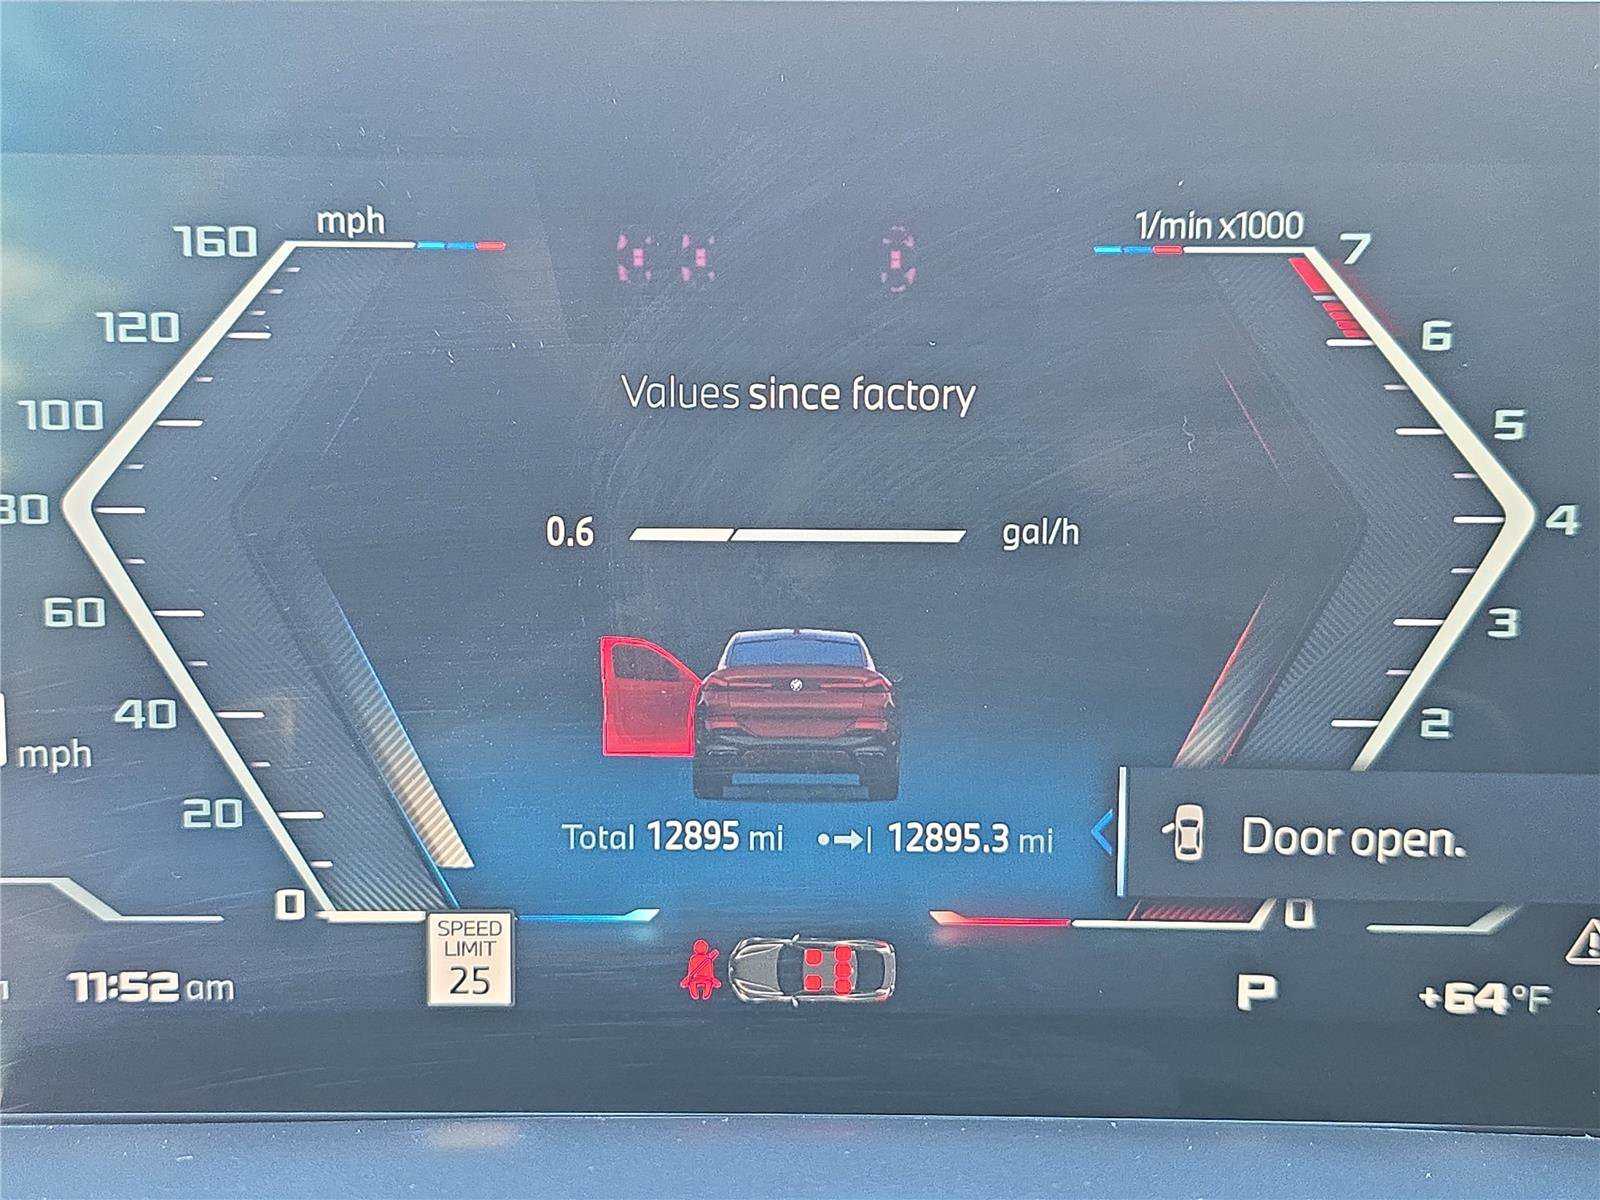 mph
1/min x1000
160
7
120
6
Values since factory
100
5
0.6 gal/h
80
4
60
3
40
2
mph
20
Total 12895 mi 12895.3 mi
Door open.
0
0
SPEED
LIMIT
25
11:52 am
P
+64°F